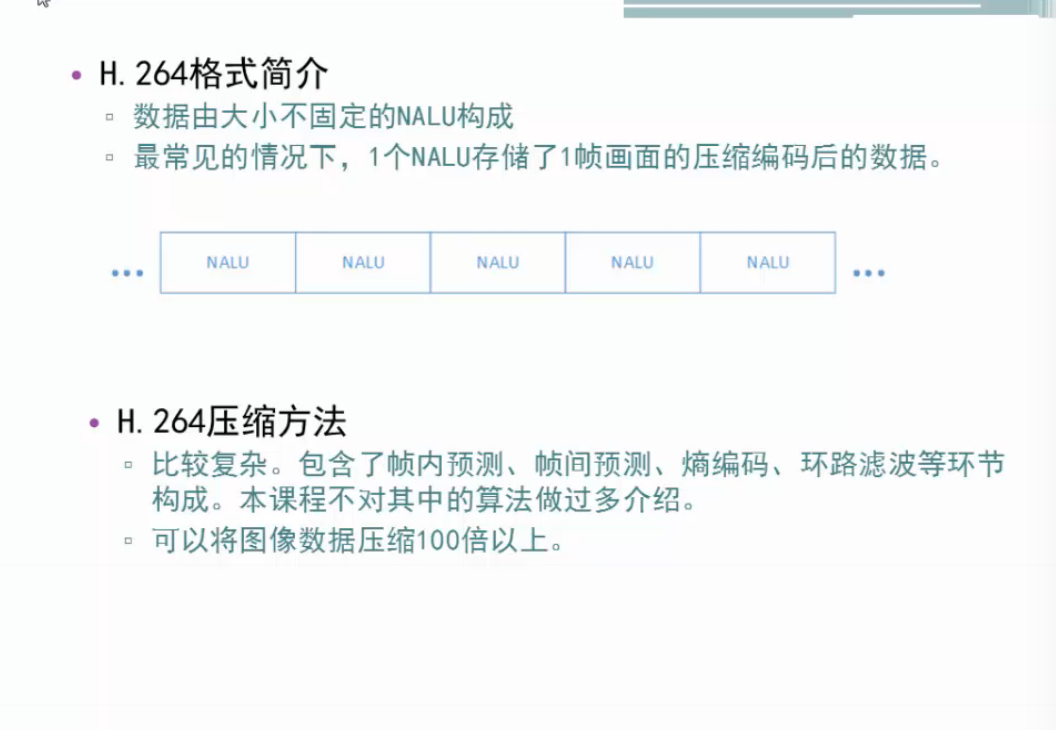 H.264格式简介
数据由大小不固定的NALU构成
最常见的情况下，1个NALU存储了1帧画面的压缩编码后的数据。
... NALU NALU NALU NALU NALU ...
H.264压缩方法
比较复杂。包含了帧内预测、帧间预测、熵编码、环路滤波等环节
构成。本课程不对其中的算法做过多介绍。
可以将图像数据压缩100倍以上。